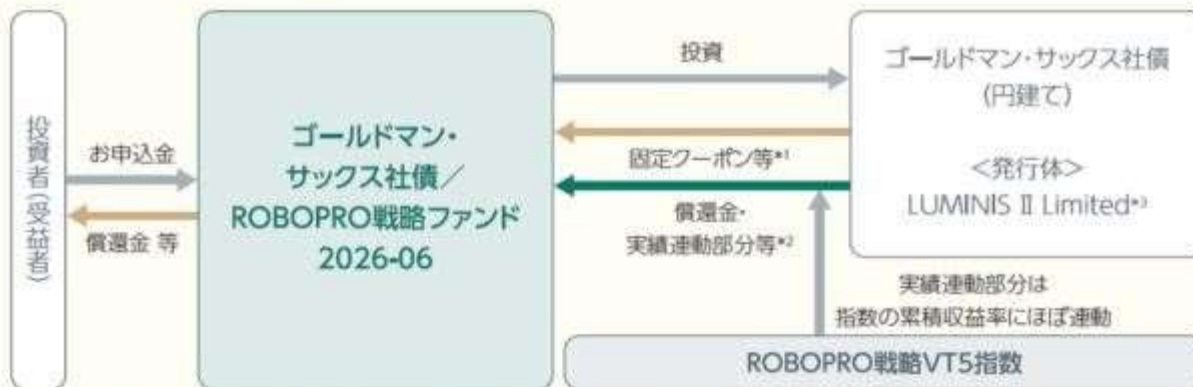 投資者(受益者)
お申込金
償還金 等
ゴールドマン・
サックス社債／
ROBOPRO戦略ファンド
2026-06
投資
固定クーポン等*1
償還金・
実績連動部分等*2
ゴールドマン・サックス社債
(円建て)
<発行体>
LUMINIS II Limited*3
実績連動部分は
指数の累積収益率にほぼ連動
ROBOPRO戦略VT5指数